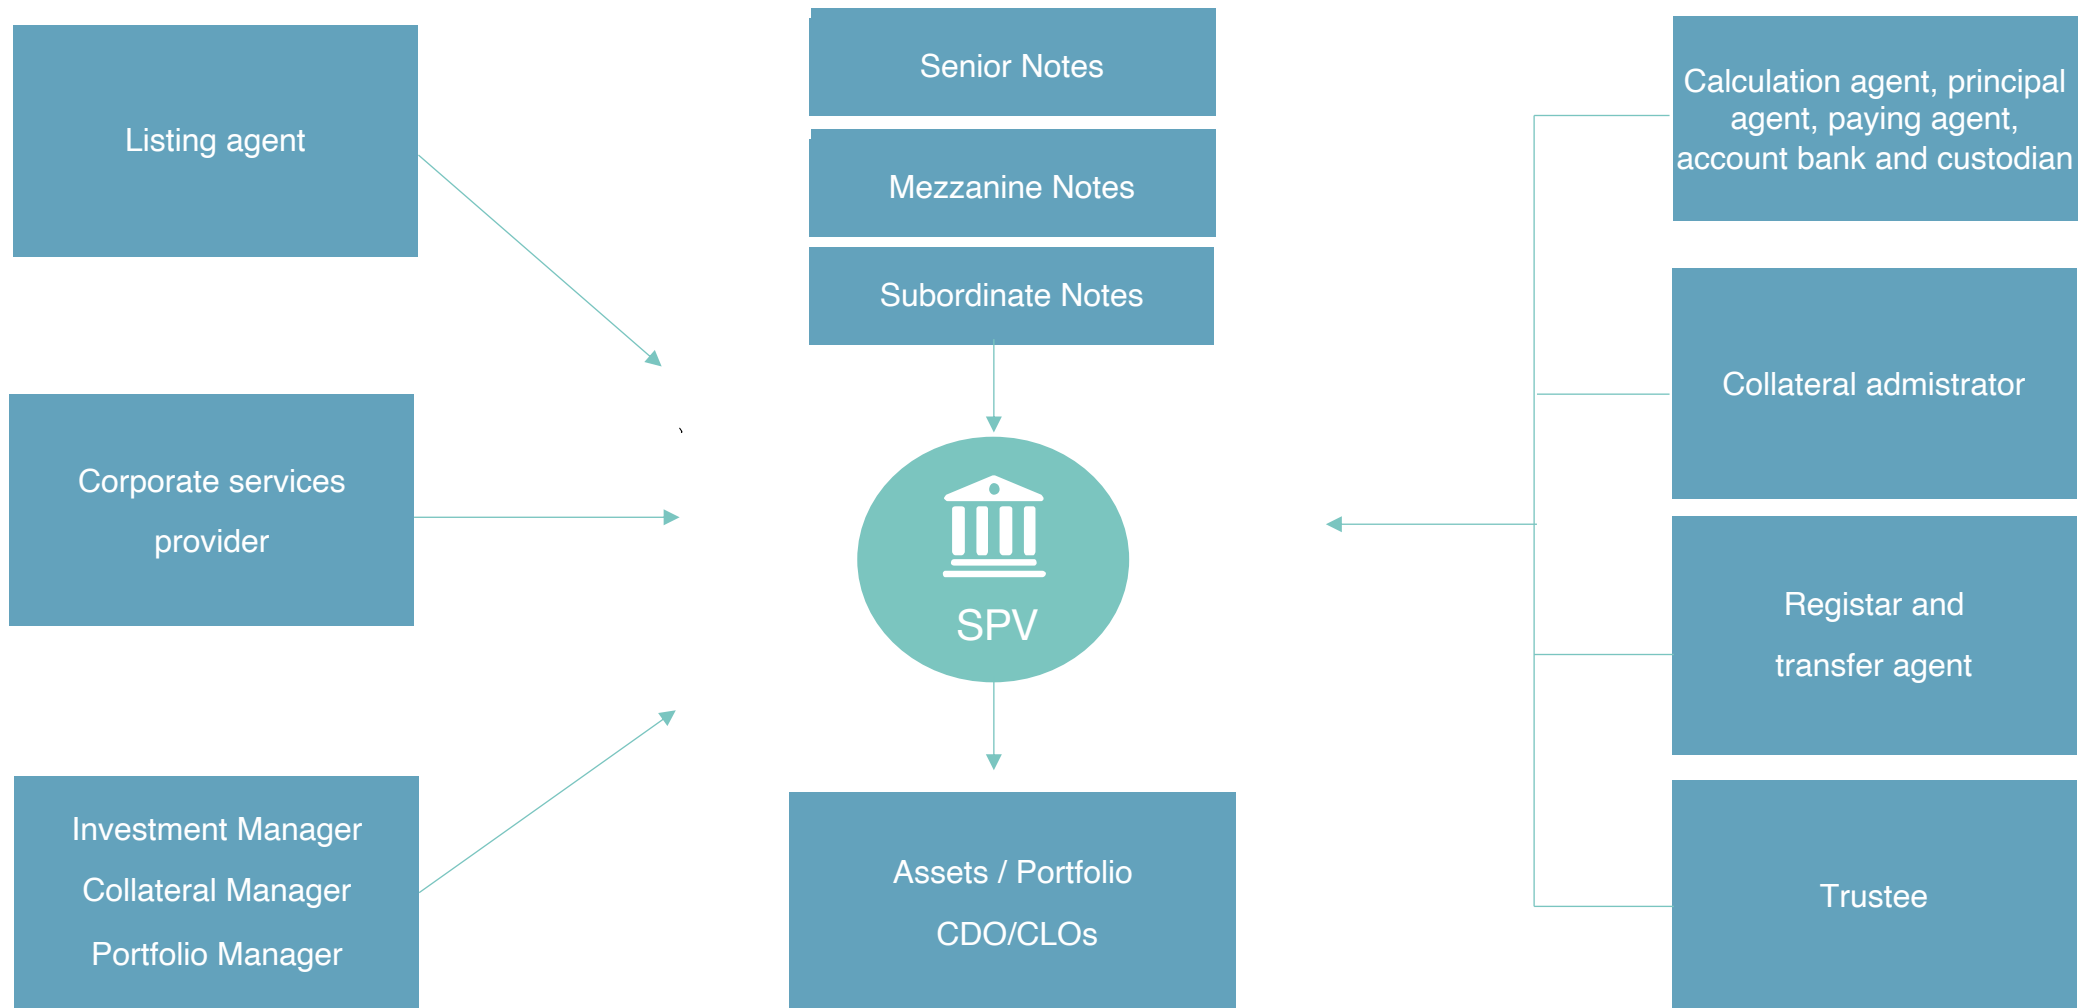 Listing agent
Corporate services
provider
Investment Manager
Collateral Manager
Portfolio Manager
Senior Notes
Mezzanine Notes
Subordinate Notes
`
SPV
Assets / Portfolio
CDO/CLOs
Calculation agent, principal
agent, paying agent,
account bank and custodian
Collateral admistrator
Registar and
transfer agent
Trustee